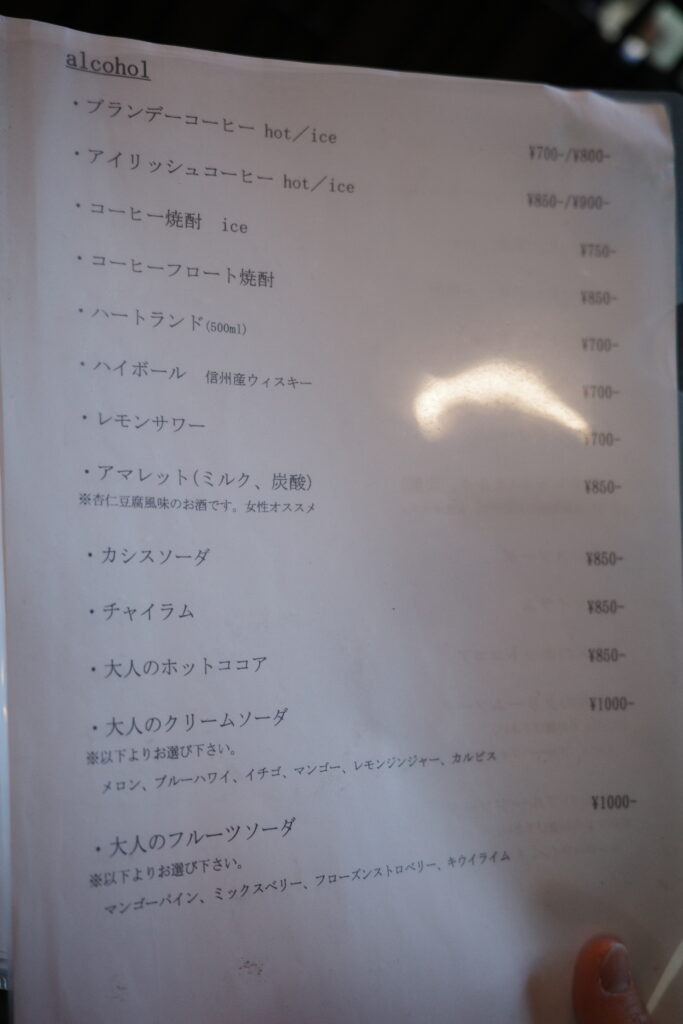 alcohol
・ブランデーコーヒー hot／ice ¥700-/¥800-
・アイリッシュコーヒー hot／ice ¥850-/¥900-
・コーヒー焼酎 ice ¥750-
・コーヒーフロート焼酎 ¥850-
・ハートランド(500ml) ¥700-
・ハイボール 信州産ウィスキー ¥700-
・レモンサワー ¥700-
・アマレット(ミルク、炭酸) ¥850-
※杏仁豆腐風味のお酒です。女性オススメ
・カシスソーダ ¥850-
・チャイラム ¥850-
・大人のホットココア ¥850-
・大人のクリームソーダ ¥1000-
※以下よりお選び下さい。
メロン、ブルーハワイ、イチゴ、マンゴー、レモンジンジャー、カルピス
・大人のフルーツソーダ ¥1000-
※以下よりお選び下さい。
マンゴーパイン、ミックスベリー、フローズンストロベリー、キウイライム